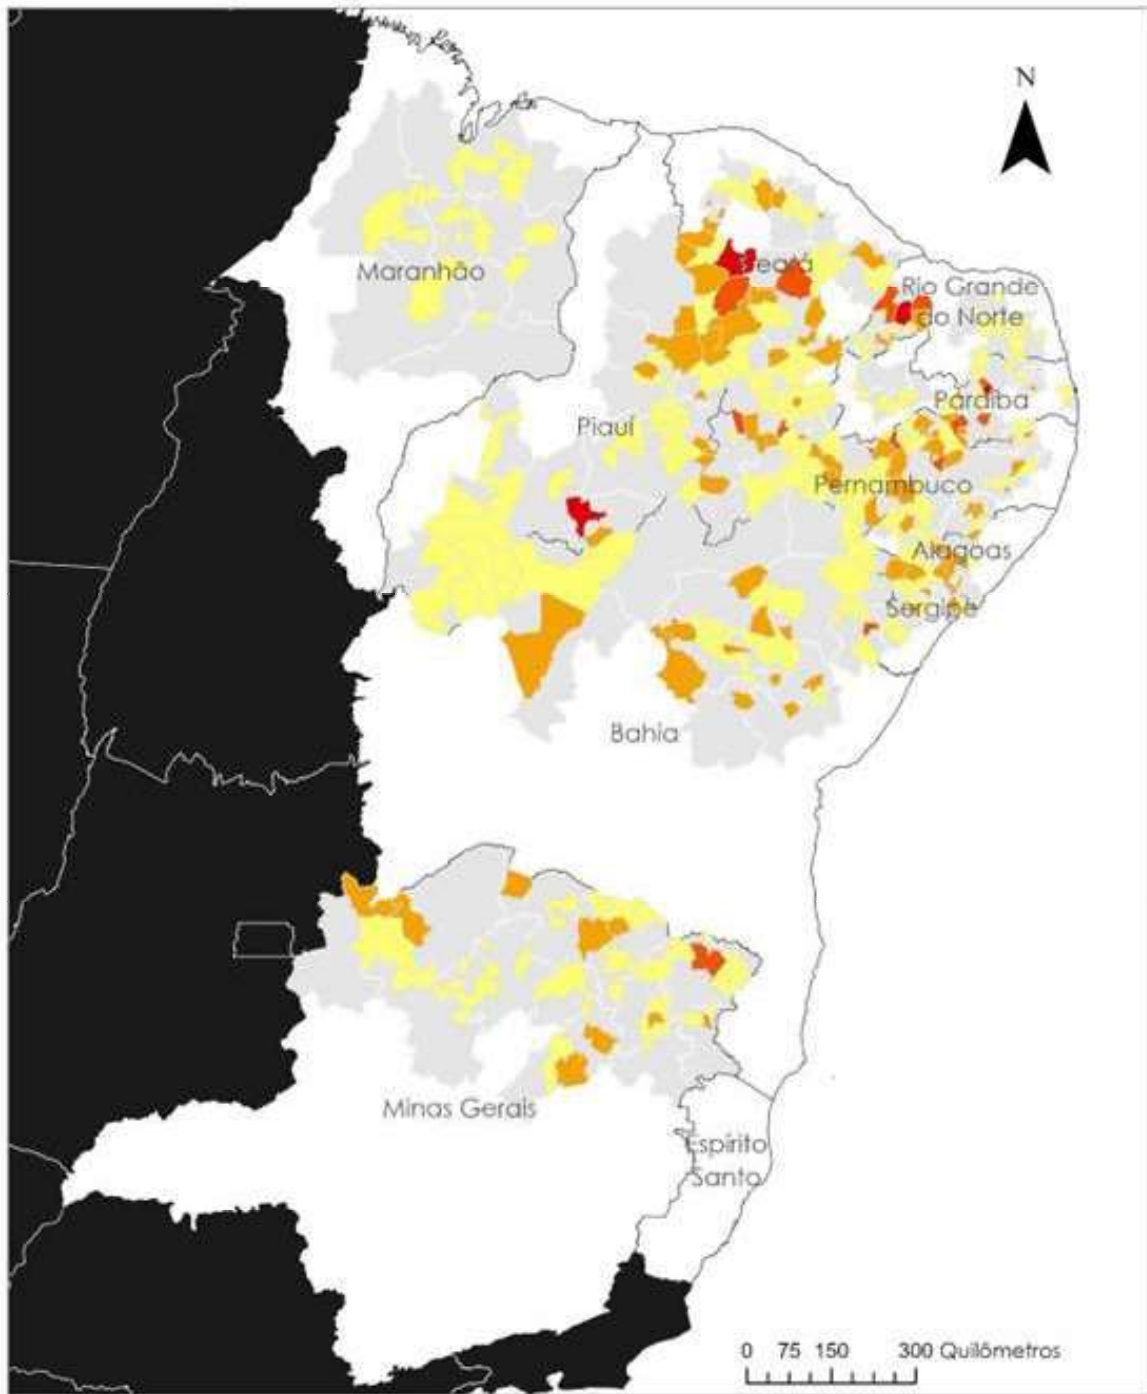 N
Maranhão
Ceará
Rio Grande
do Norte
Paraíba
Piauí
Pernambuco
Alagoas
Sergipe
Bahia
Minas Gerais
Espírito
Santo
0 75 150 300 Quilômetros